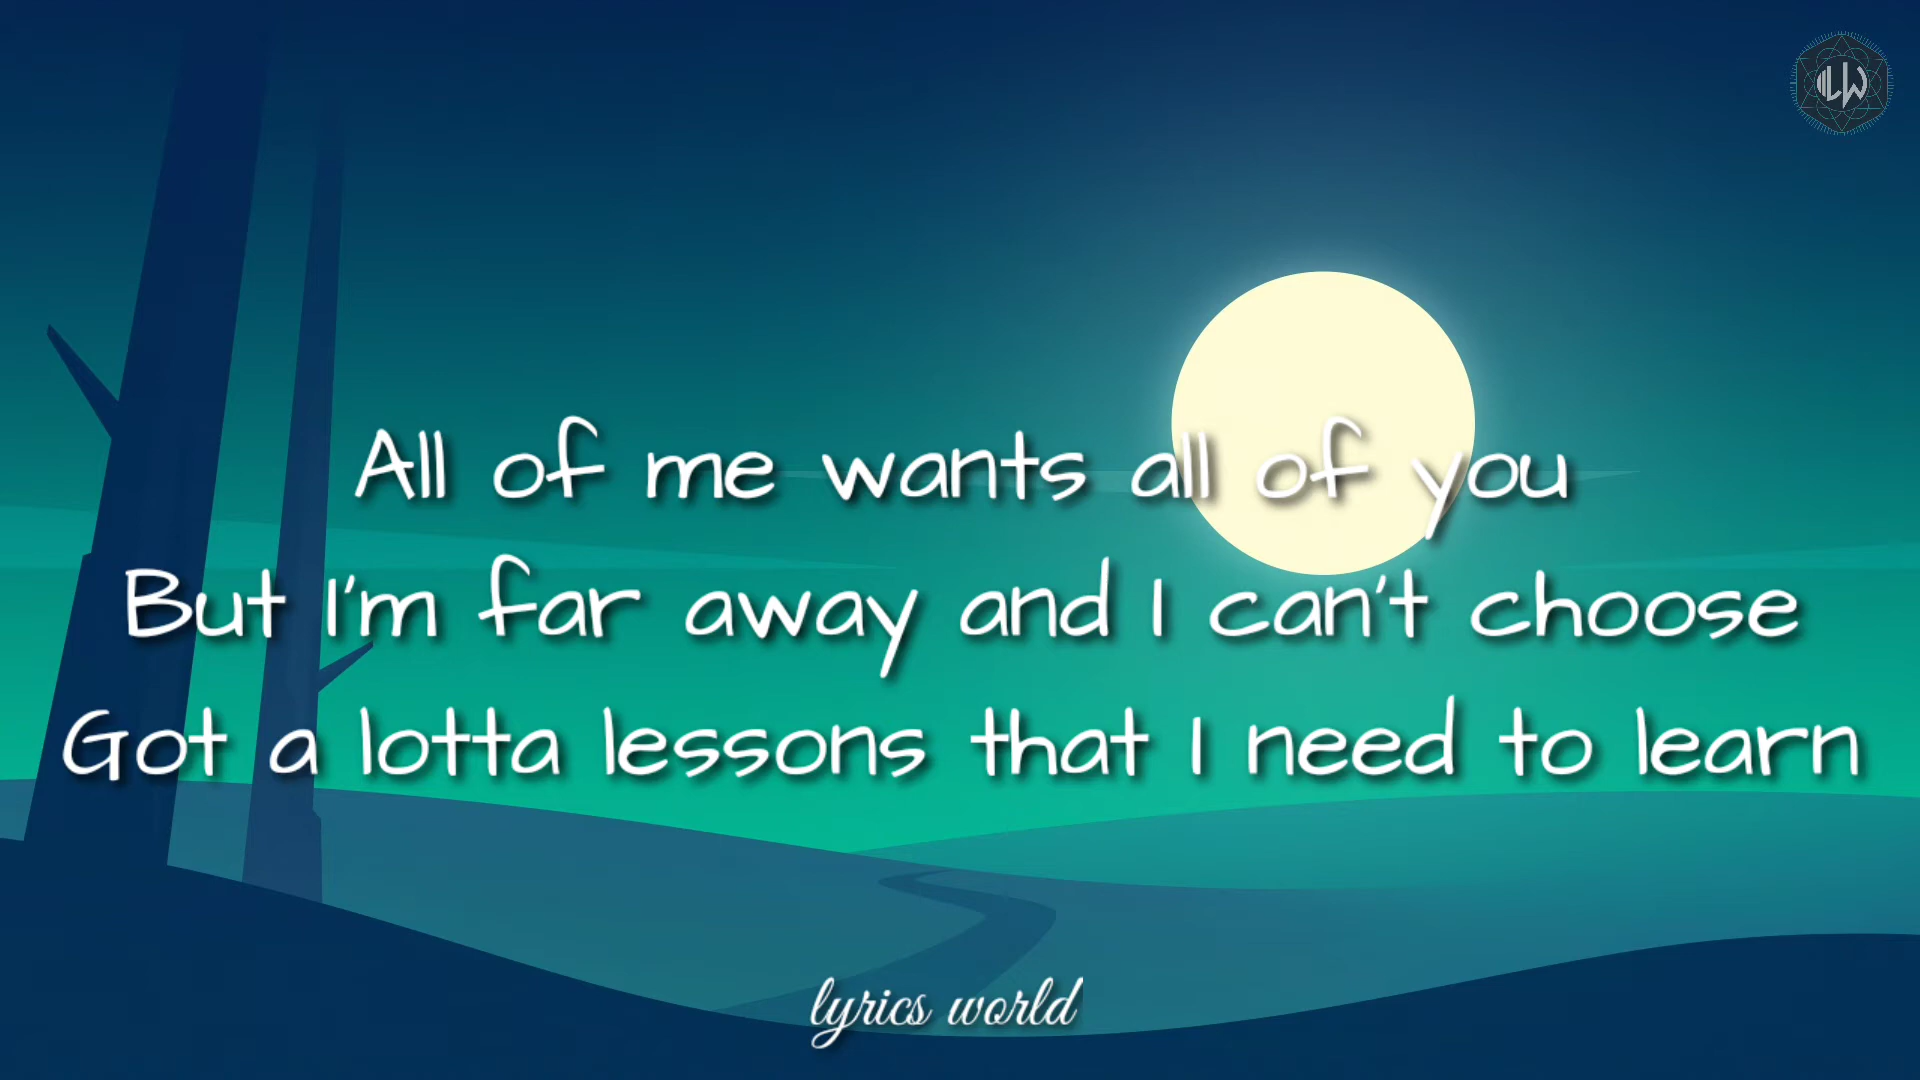 LW
All of me wants all of you
But I'm far away and I can't choose
Got a lotta lessons that I need to learn
lyrics world